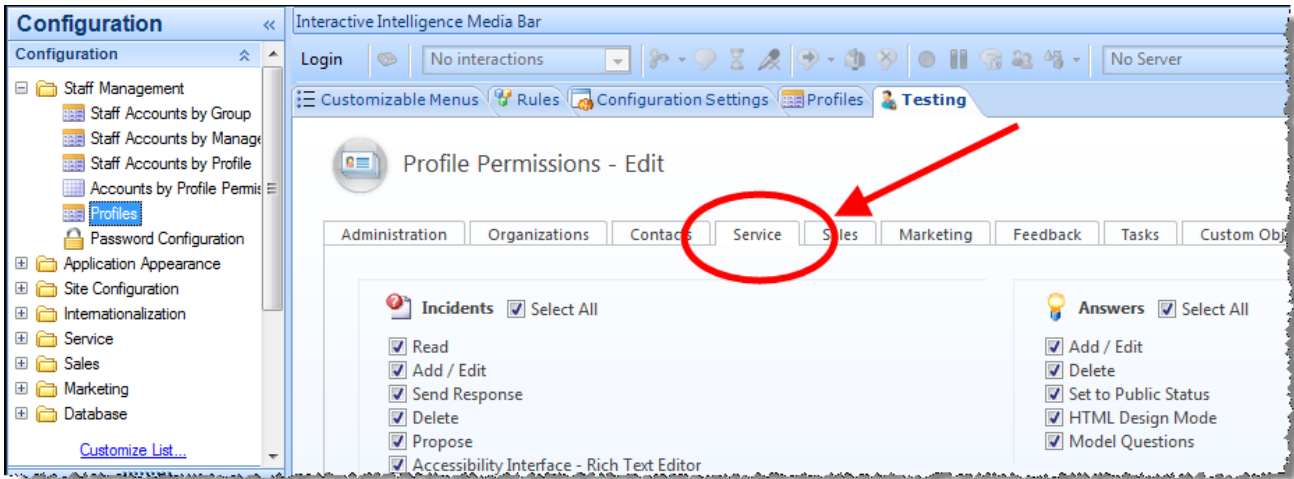 Configuration «
Configuration
Staff Management
Staff Accounts by Group
Staff Accounts by Manage
Staff Accounts by Profile
Accounts by Profile Permis
Profiles
Password Configuration
Application Appearance
Site Configuration
Internationalization
Service
Sales
Marketing
Database
Customize List...
Interactive Intelligence Media Bar
Login No interactions No Server
Customizable Menus Rules Configuration Settings Profiles Testing
Profile Permissions - Edit
Administration Organizations Contacts Service Sales Marketing Feedback Tasks Custom Obj
Incidents Select All
Read
Add / Edit
Send Response
Delete
Propose
Accessibility Interface - Rich Text Editor
Answers Select All
Add / Edit
Delete
Set to Public Status
HTML Design Mode
Model Questions